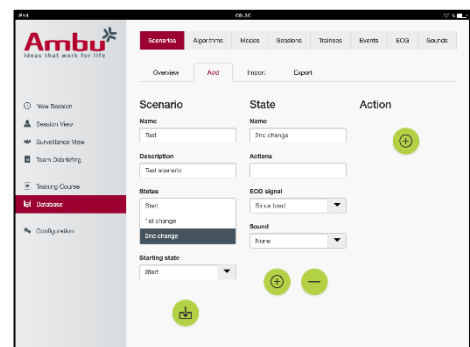 iPad
08.30
Ambu
Ideas that work for life
Scenarios
Algorithms
Modes
Sessions
Trainees
Events
ECG
Sounds
Overview
Add
Import
Export
New Session
Session View
Surveillance View
Team Debriefing
Training Course
Database
Configuration
Scenario
Name
Test
Description
Test scenario
States
Start
1st change
2nd change
Starting state
Start
State
Name
2nd change
Actions
ECG signal
Sinus brad
Sound
None
Action